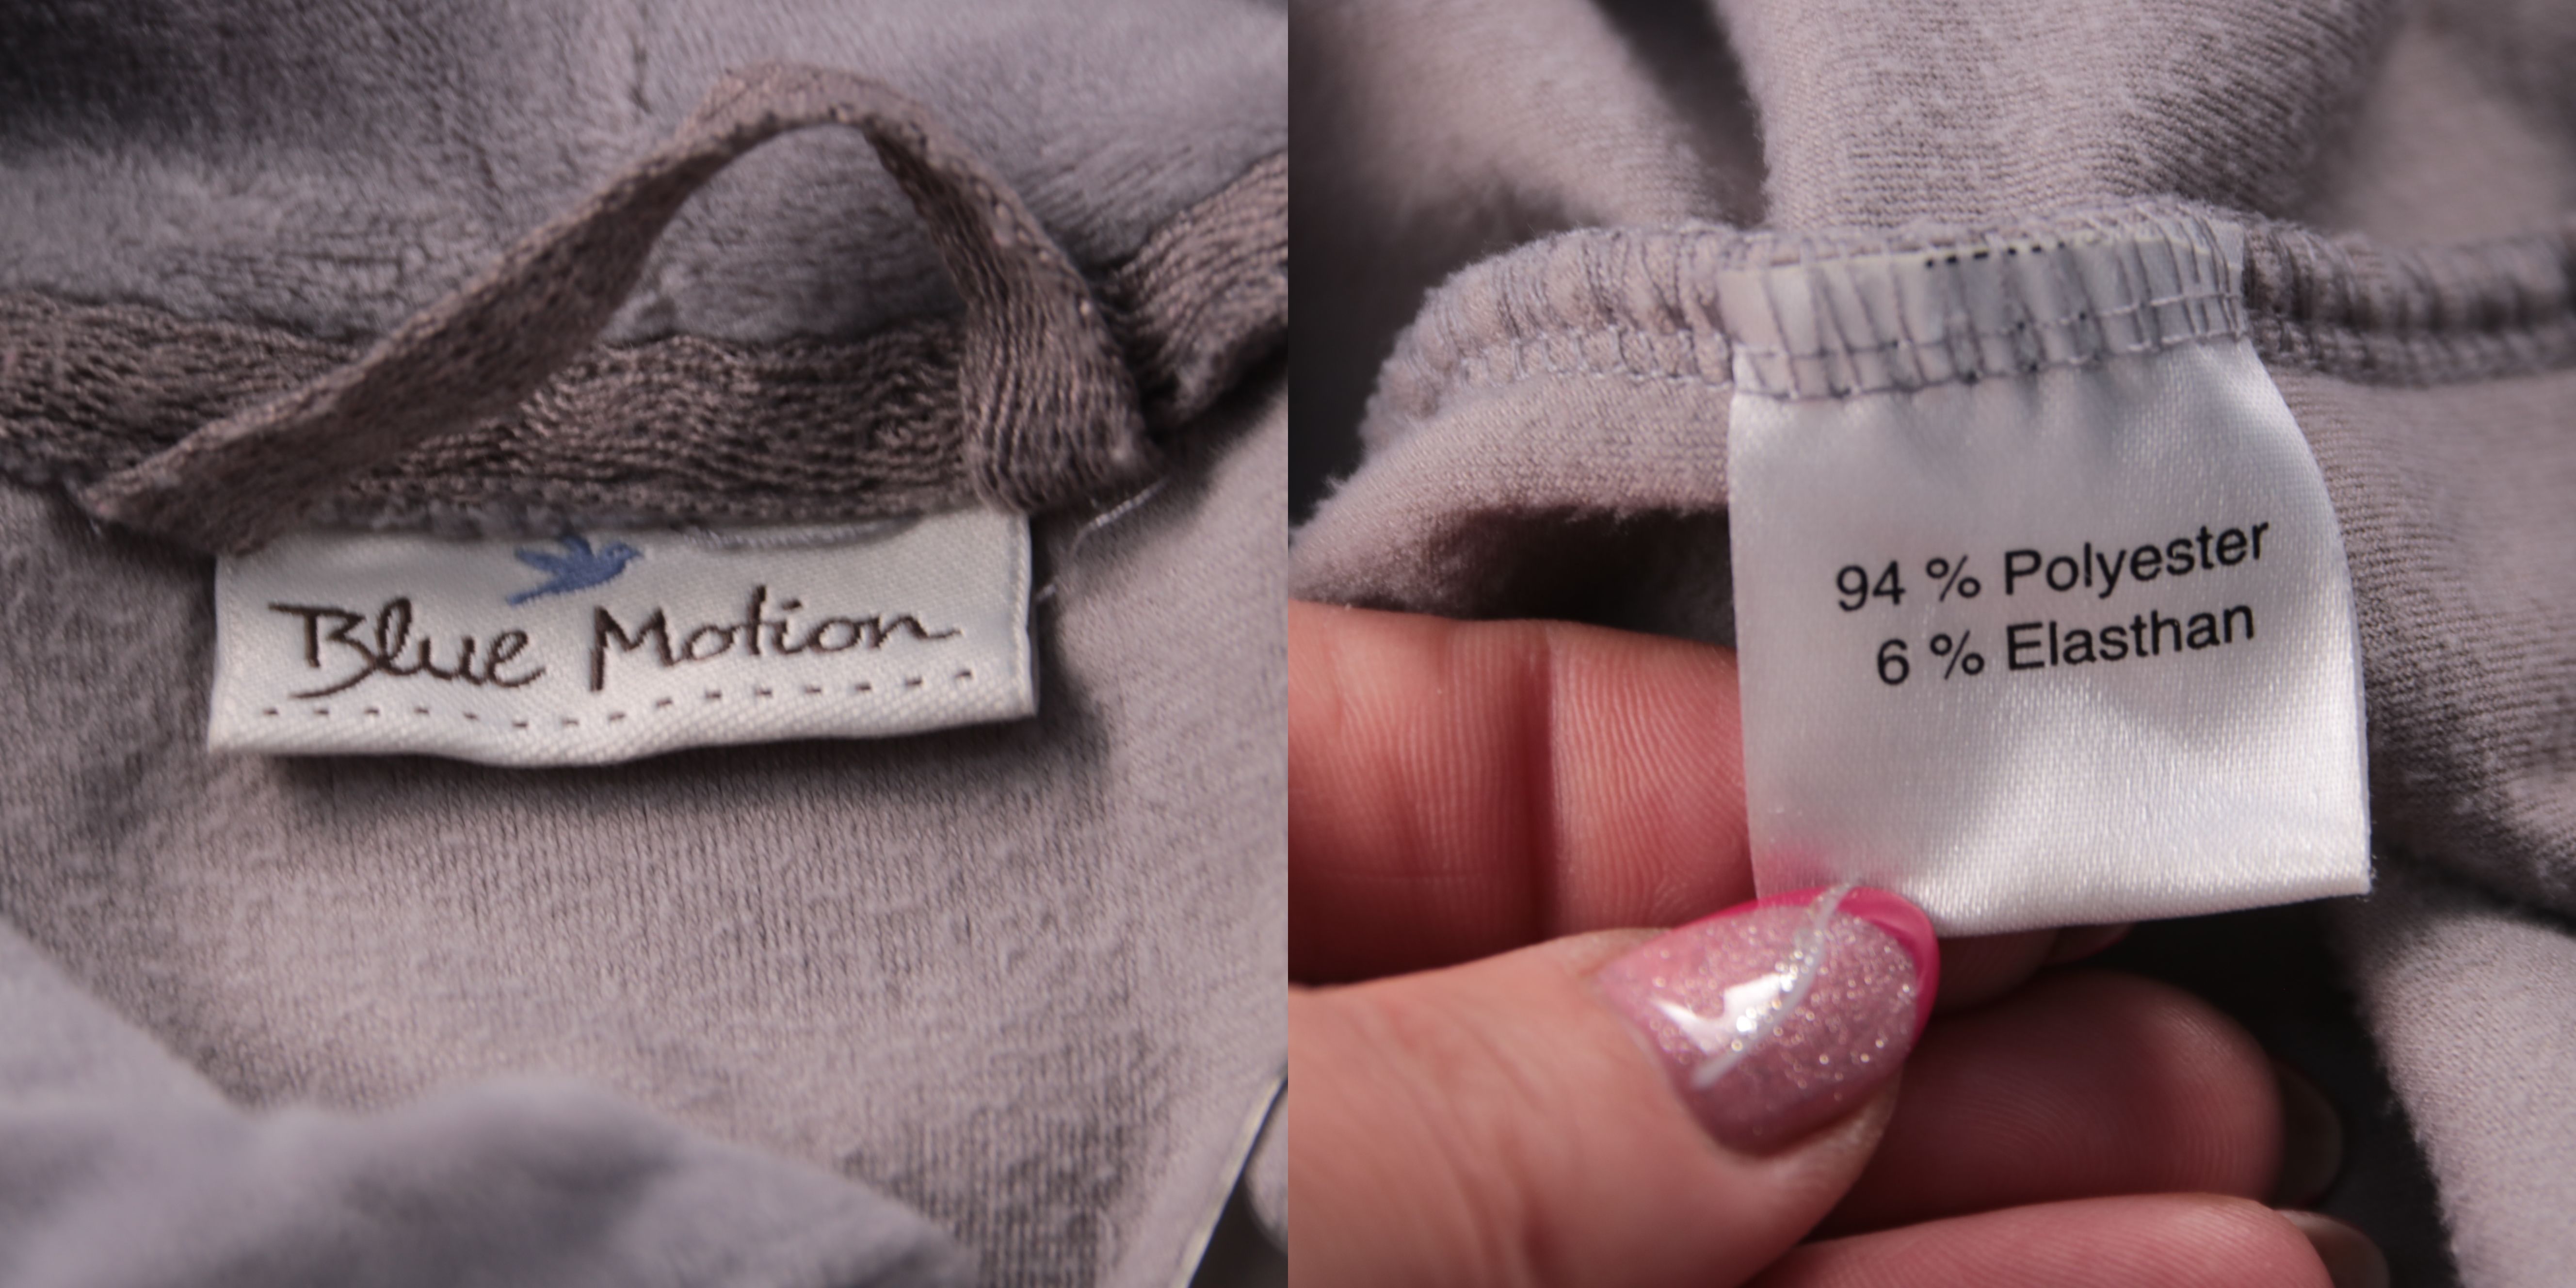 Blue Motion
94 % Polyester
6 % Elasthan